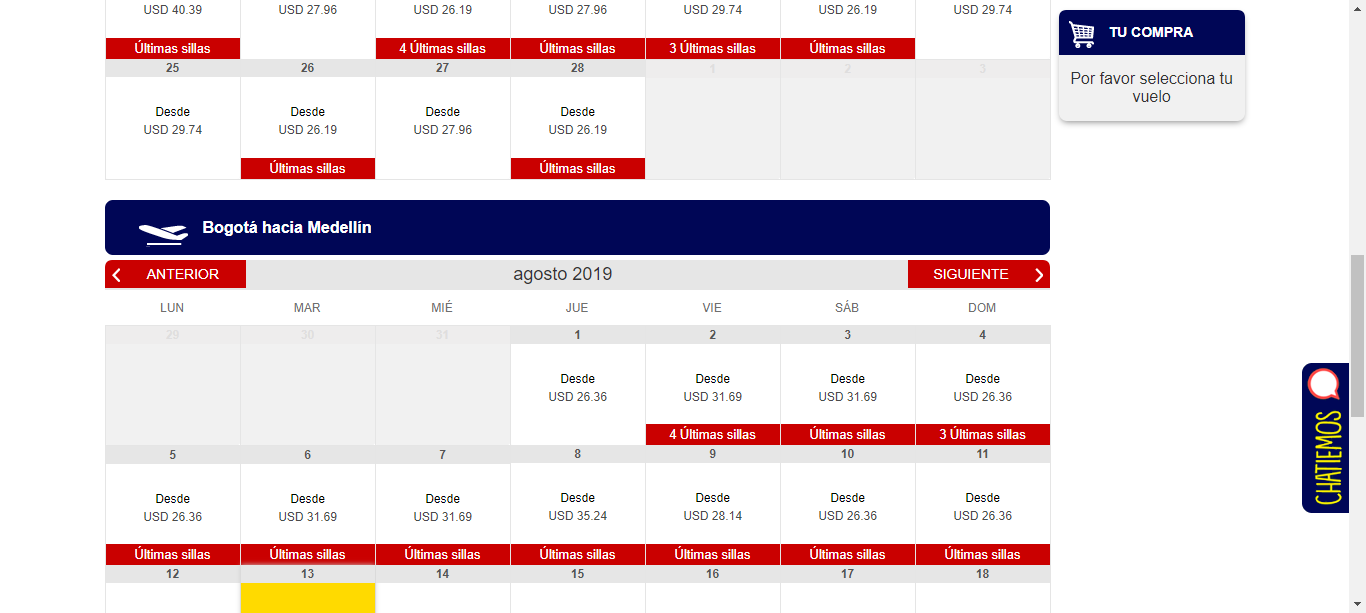 USD 40.39 USD 27.96 USD 26.19 USD 27.96 USD 29.74 USD 26.19 USD 29.74
Últimas sillas 4 Últimas sillas Últimas sillas 3 Últimas sillas Últimas sillas
25 26 27 28 1 2 3
Desde Desde Desde Desde
USD 29.74 USD 26.19 USD 27.96 USD 26.19
Últimas sillas Últimas sillas
TU COMPRA
Por favor selecciona tu
vuelo
Bogotá hacia Medellín
ANTERIOR agosto 2019 SIGUIENTE
LUN MAR MIÉ JUE VIE SÁB DOM
29 30 31 1 2 3 4
Desde Desde Desde Desde
USD 26.36 USD 31.69 USD 31.69 USD 26.36
4 Últimas sillas Últimas sillas 3 Últimas sillas
5 6 7 8 9 10 11
Desde Desde Desde Desde Desde Desde Desde
USD 26.36 USD 31.69 USD 31.69 USD 35.24 USD 28.14 USD 26.36 USD 26.36
Últimas sillas Últimas sillas Últimas sillas Últimas sillas Últimas sillas Últimas sillas Últimas sillas
12 13 14 15 16 17 18
CHATIEMOS